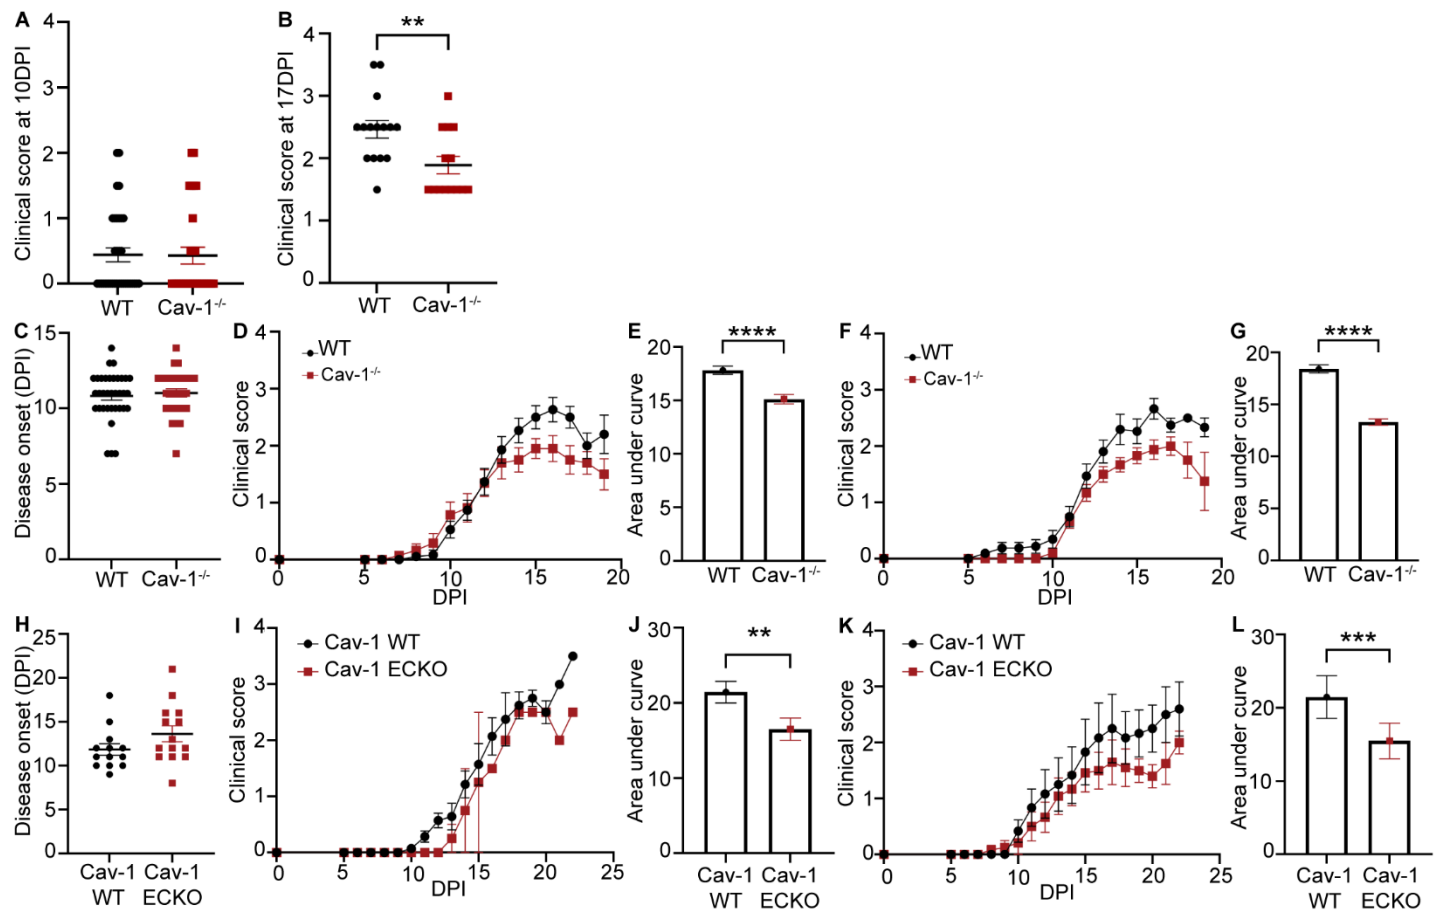 A
Clinical score at 10DPI
4
3
2
1
0
WT
Cav-1-/-
B
Clinical score at 17DPI
4
3
2
1
0
**
WT
Cav-1-/-
C
Disease onset (DPI)
15
10
5
0
WT
Cav-1-/-
D
Clinical score
4
3
2
1
0
WT
Cav-1-/-
0
5
10
15
20
DPI
E
Area under curve
20
15
10
5
0
****
WT
Cav-1-/-
F
Clinical score
4
3
2
1
0
WT
Cav-1-/-
0
5
10
15
20
DPI
G
Area under curve
20
15
10
5
0
****
WT
Cav-1-/-
H
Disease onset (DPI)
25
20
15
10
5
0
Cav-1
WT
Cav-1
ECKO
I
Clinical score
4
3
2
1
0
Cav-1 WT
Cav-1 ECKO
0
5
10
15
20
25
DPI
J
Area under curve
30
20
10
0
**
Cav-1
WT
Cav-1
ECKO
K
Clinical score
4
3
2
1
0
Cav-1 WT
Cav-1 ECKO
0
5
10
15
20
25
DPI
L
Area under curve
30
20
10
0
***
Cav-1
WT
Cav-1
ECKO